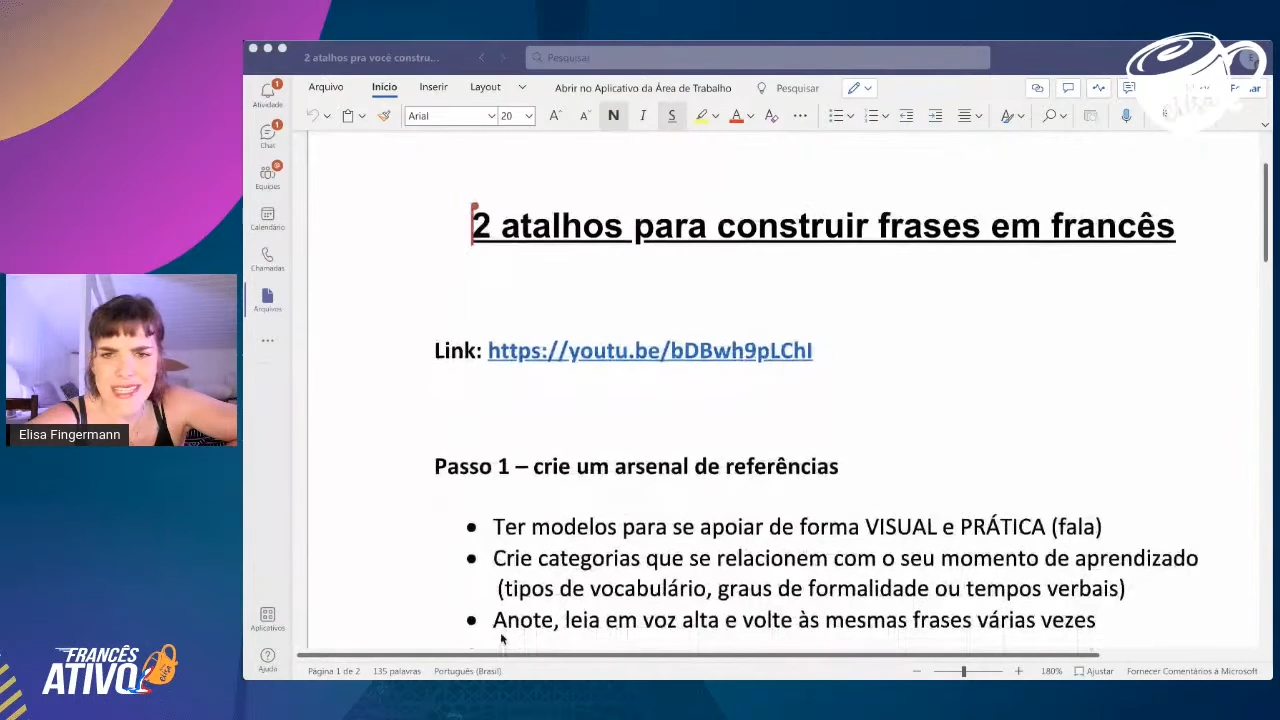 2 atalhos pra você constru...
Pesquisar
Atividade
1
Chat
1
Equipes
@
Calendário
Chamadas
Arquivos
Aplicativos
Ajuda
Arquivo Início Inserir Layout Abrir no Aplicativo da Área de Trabalho Pesquisar
Arial 20 N I S
2 atalhos para construir frases em francês
Link: https://youtu.be/bDBwh9pLChI
Passo 1 – crie um arsenal de referências
Ter modelos para se apoiar de forma VISUAL e PRÁTICA (fala)
Crie categorias que se relacionem com o seu momento de aprendizado
(tipos de vocabulário, graus de formalidade ou tempos verbais)
Anote, leia em voz alta e volte às mesmas frases várias vezes
Página 1 de 2 135 palavras Português (Brasil) 180% Ajustar Fornecer Comentários à Microsoft
Elisa Fingermann
FRANCÊS
ATIVO
elisa